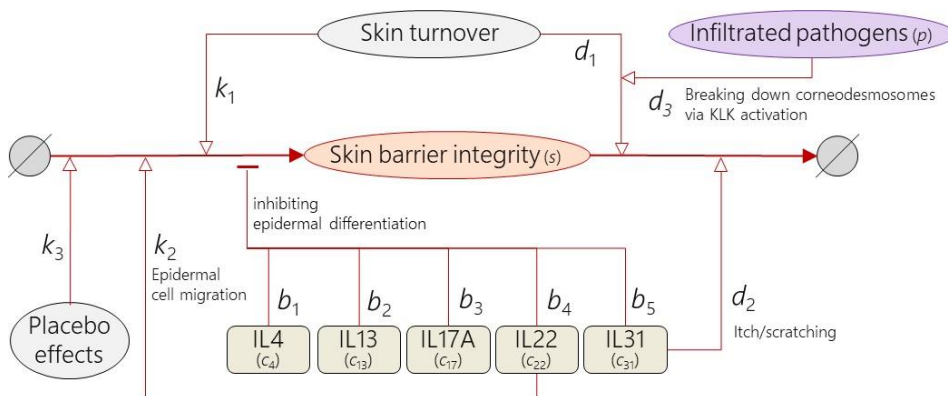 Skin turnover
Infiltrated pathogens (p)
k1
d1
d3
Breaking down corneodesmosomes
via KLK activation
Skin barrier integrity (s)
inhibiting
epidermal differentiation
k3
k2
Epidermal
cell migration
b1
b2
b3
b4
b5
d2
Itch/scratching
Placebo
effects
IL4
(c4)
IL13
(c13)
IL17A
(c17)
IL22
(c22)
IL31
(c31)